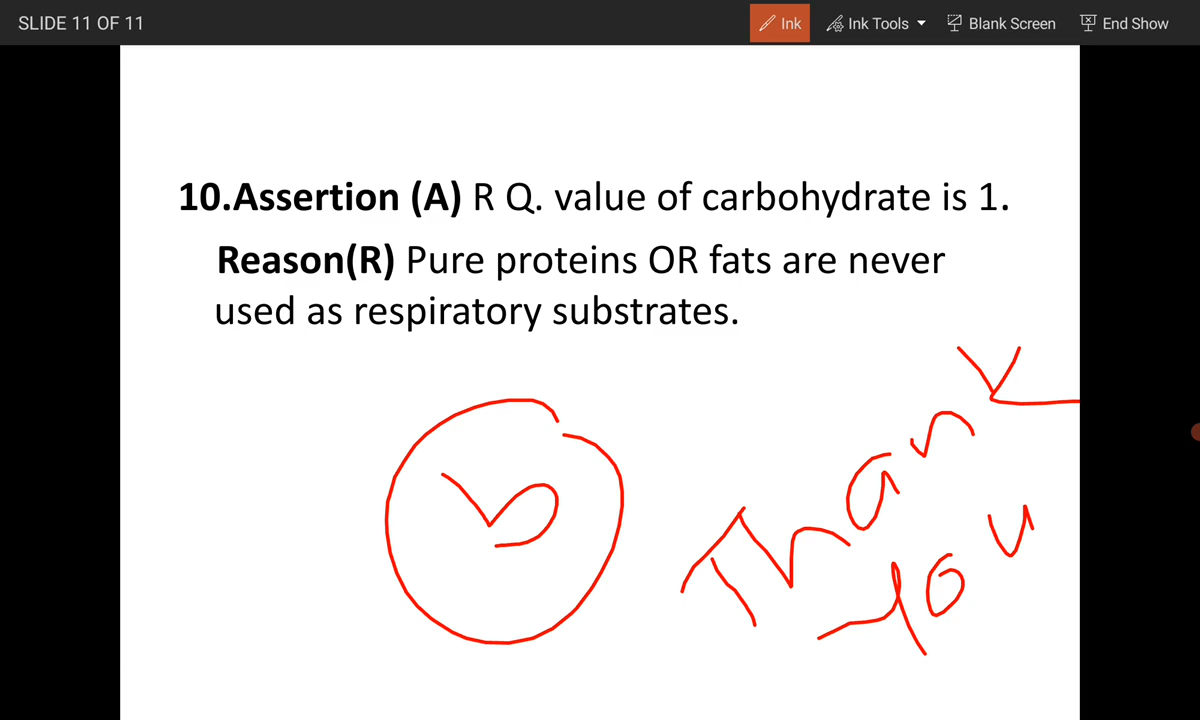 SLIDE 11 OF 11
Ink
Ink Tools
Blank Screen
End Show
10.Assertion (A) R Q. value of carbohydrate is 1.
Reason(R) Pure proteins OR fats are never
used as respiratory substrates.
b
Thank
You